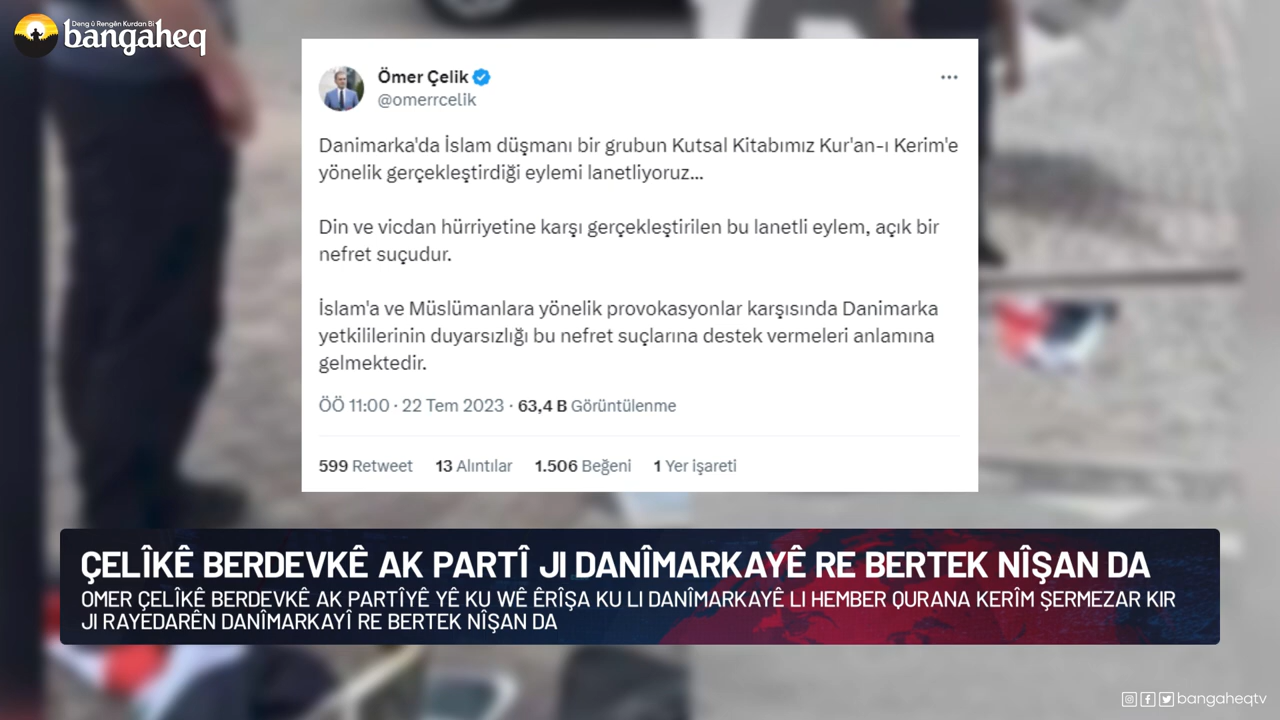 Deng û Rengên Kurdan Bi
bangaheq
Ömer Çelik
@omerrcelik
Danimarka'da İslam düşmanı bir grubun Kutsal Kitabımız Kur'an-ı Kerim'e
yönelik gerçekleştirdiği eylemi lanetliyoruz...
Din ve vicdan hürriyetine karşı gerçekleştirilen bu lanetli eylem, açık bir
nefret suçudur.
İslam'a ve Müslümanlara yönelik provokasyonlar karşısında Danimarka
yetkililerinin duyarsızlığı bu nefret suçlarına destek vermeleri anlamına
gelmektedir.
ÖÖ 11:00 · 22 Tem 2023 · 63,4 B Görüntülenme
599 Retweet 13 Alıntılar 1.506 Beğeni 1 Yer işareti
ÇELÎKÊ BERDEVKÊ AK PARTÎ JI DANÎMARKAYÊ RE BERTEK NÎŞAN DA
OMER ÇELÎKÊ BERDEVKÊ AK PARTÎYÊ YÊ KU WÊ ÊRÎŞA KU LI DANÎMARKAYÊ LI HEMBER QURANA KERÎM ŞERMEZAR KIR
JI RAYEDARÊN DANÎMARKAYÎ RE BERTEK NÎŞAN DA
bangaheqtv